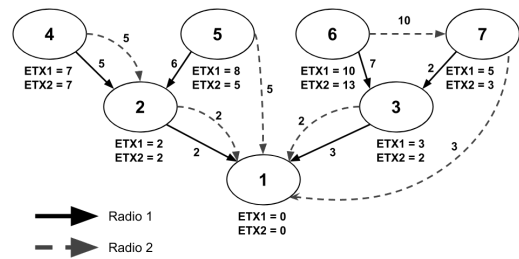 10
4
5
6
7
5
5
6
7
2
ETX1 = 7
ETX2 = 7
ETX1 = 8
ETX2 = 5
ETX1 = 10
ETX2 = 13
ETX1 = 5
ETX2 = 3
5
2
3
2
2
ETX1 = 2
ETX2 = 2
2
3
3
ETX1 = 3
ETX2 = 2
1
ETX1 = 0
ETX2 = 0
Radio 1
Radio 2